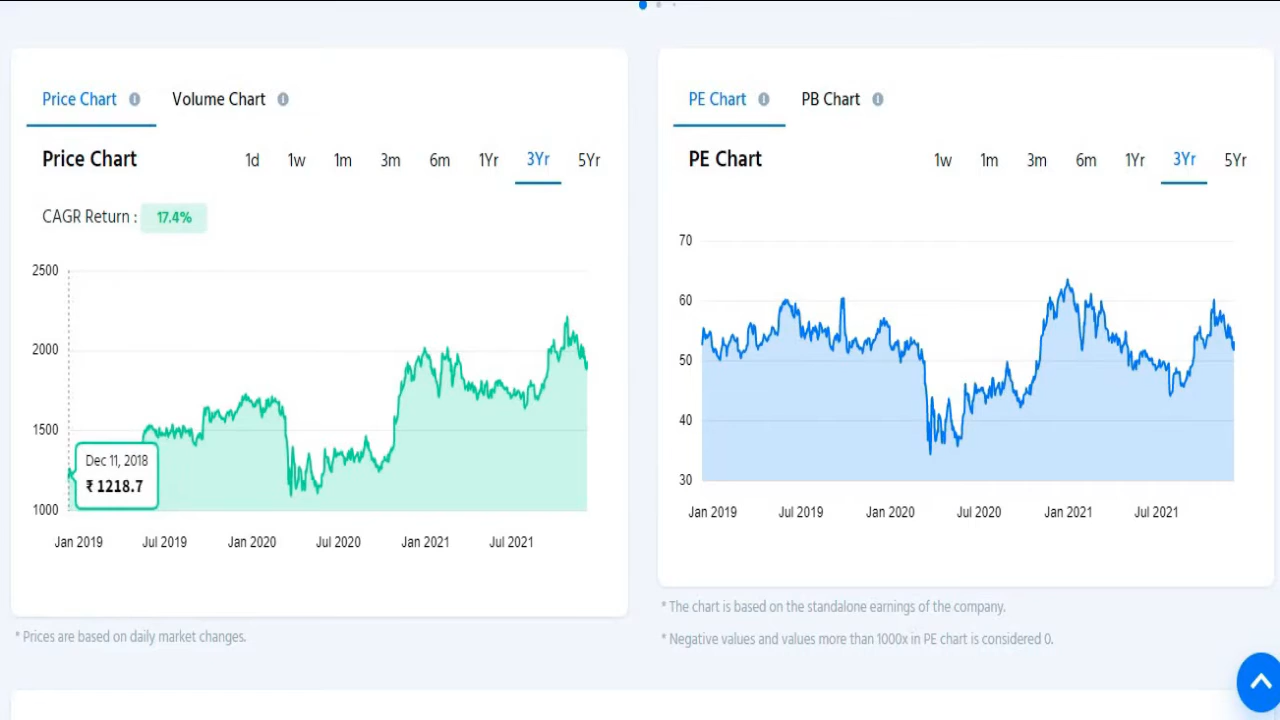 Price Chart
Volume Chart
Price Chart
1d 1w 1m 3m 6m 1Yr 3Yr 5Yr
CAGR Return : 17.4%
2500
2000
1500
1000
Dec 11, 2018
₹ 1218.7
Jan 2019 Jul 2019 Jan 2020 Jul 2020 Jan 2021 Jul 2021
* Prices are based on daily market changes.
PE Chart
PB Chart
PE Chart
1w 1m 3m 6m 1Yr 3Yr 5Yr
70
60
50
40
30
Jan 2019 Jul 2019 Jan 2020 Jul 2020 Jan 2021 Jul 2021
* The chart is based on the standalone earnings of the company.
* Negative values and values more than 1000x in PE chart is considered 0.